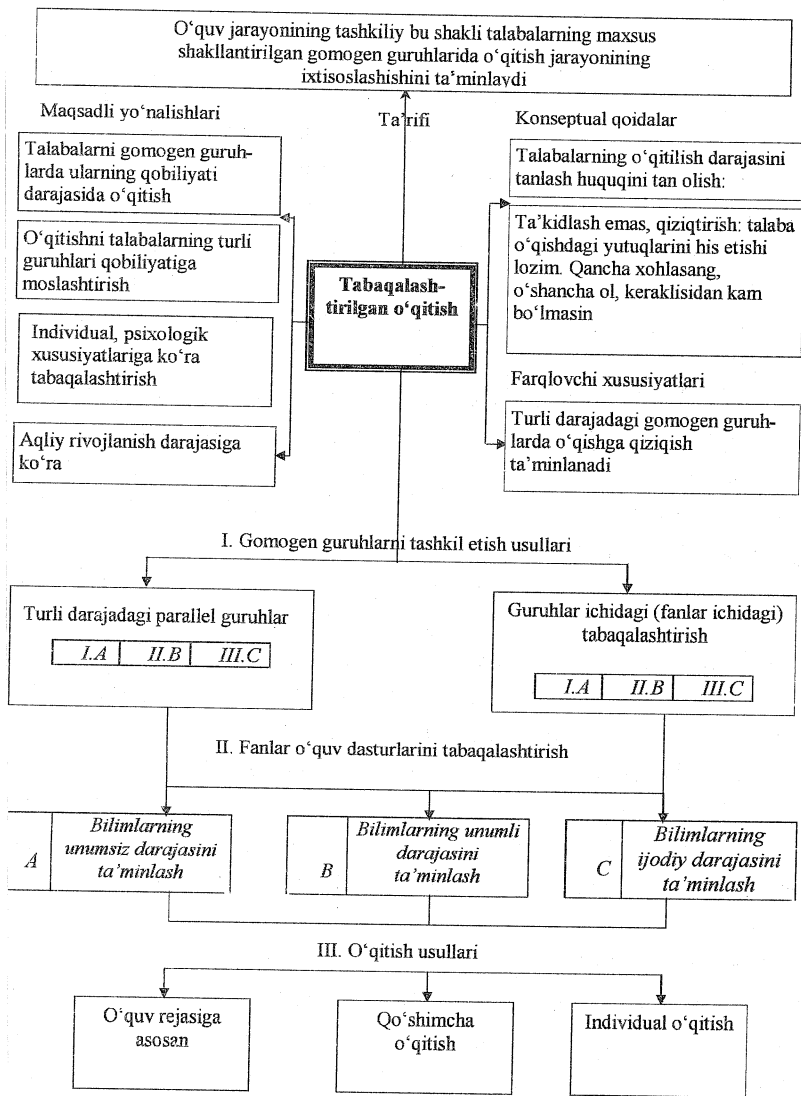 O‘quv jarayonining tashkiliy bu shakli talabalarning maxsus
shakllantirilgan gomogen guruhlarida o‘qitish jarayonining
ixtisoslashishini ta’minlaydi
Maqsadli yo‘nalishlari
Ta’rifi
Konseptual qoidalar
Talabalarni gomogen guruh-
larda ularning qobiliyati
darajasida o‘qitish
O‘qitishni talabalarning turli
guruhlari qobiliyatiga
moslashtirish
Individual, psixologik
xususiyatlariga ko‘ra
tabaqalashtirish
Aqliy rivojlanish darajasiga
ko‘ra
Tabaqalash-
tirilgan o‘qitish
Talabalarning o‘qitilish darajasini
tanlash huquqini tan olish:
Ta’kidlash emas, qiziqtirish: talaba
o‘qishdagi yutuqlarini his etishi
lozim. Qancha xohlasang,
o‘shancha ol, keraklisidan kam
bo‘lmasin
Farqlovchi xususiyatlari
Turli darajadagi gomogen guruh-
larda o‘qishga qiziqish
ta’minlanadi
I. Gomogen guruhlarni tashkil etish usullari
Turli darajadagi parallel guruhlar
I.A II.B III.C
Guruhlar ichidagi (fanlar ichidagi)
tabaqalashtirish
I.A II.B III.C
II. Fanlar o‘quv dasturlarini tabaqalashtirish
A
Bilimlarning
unumsiz darajasini
ta’minlash
B
Bilimlarning unumli
darajasini
ta’minlash
C
Bilimlarning
ijodiy darajasini
ta’minlash
III. O‘qitish usullari
O‘quv rejasiga
asosan
Qo‘shimcha
o‘qitish
Individual o‘qitish